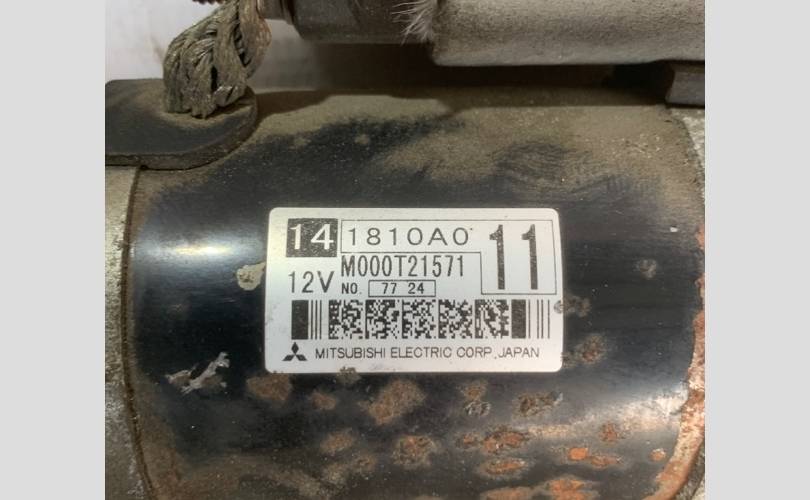 14 1810A0 11
12V M000T21571
NO. 77 24
MITSUBISHI ELECTRIC CORP. JAPAN